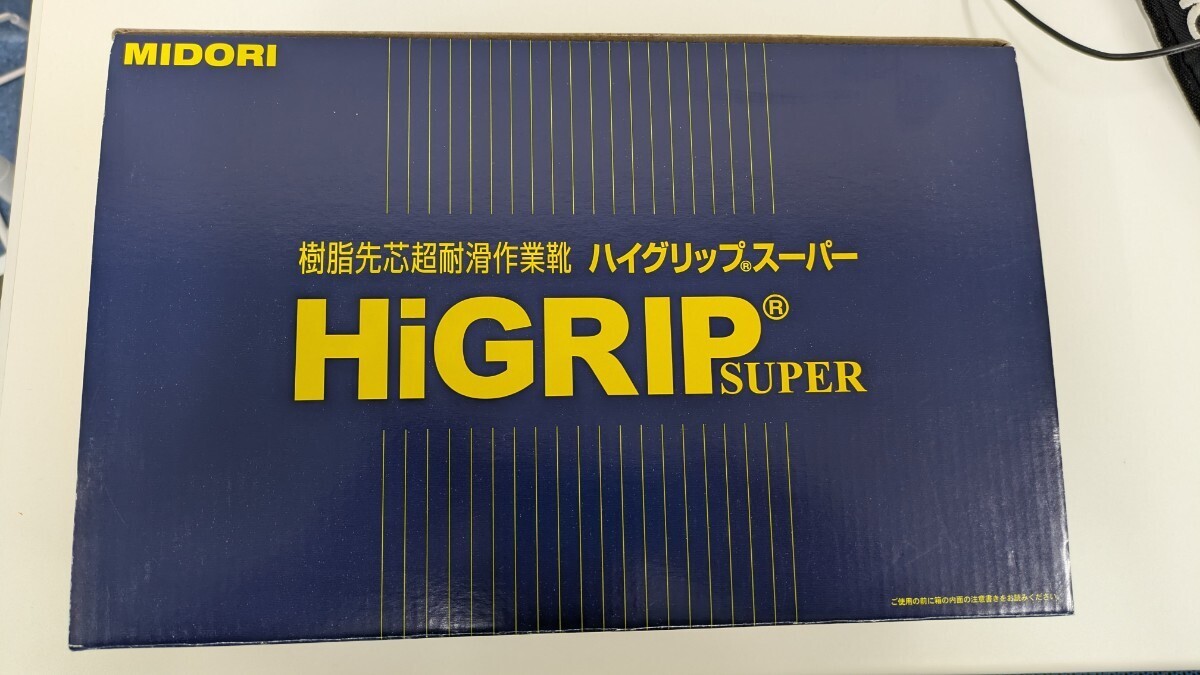 MIDORI
樹脂先芯超耐滑作業靴 ハイグリップ®スーパー
HiGRIP®
SUPER
ご使用の前に箱の内面の注意書きをお読みください。